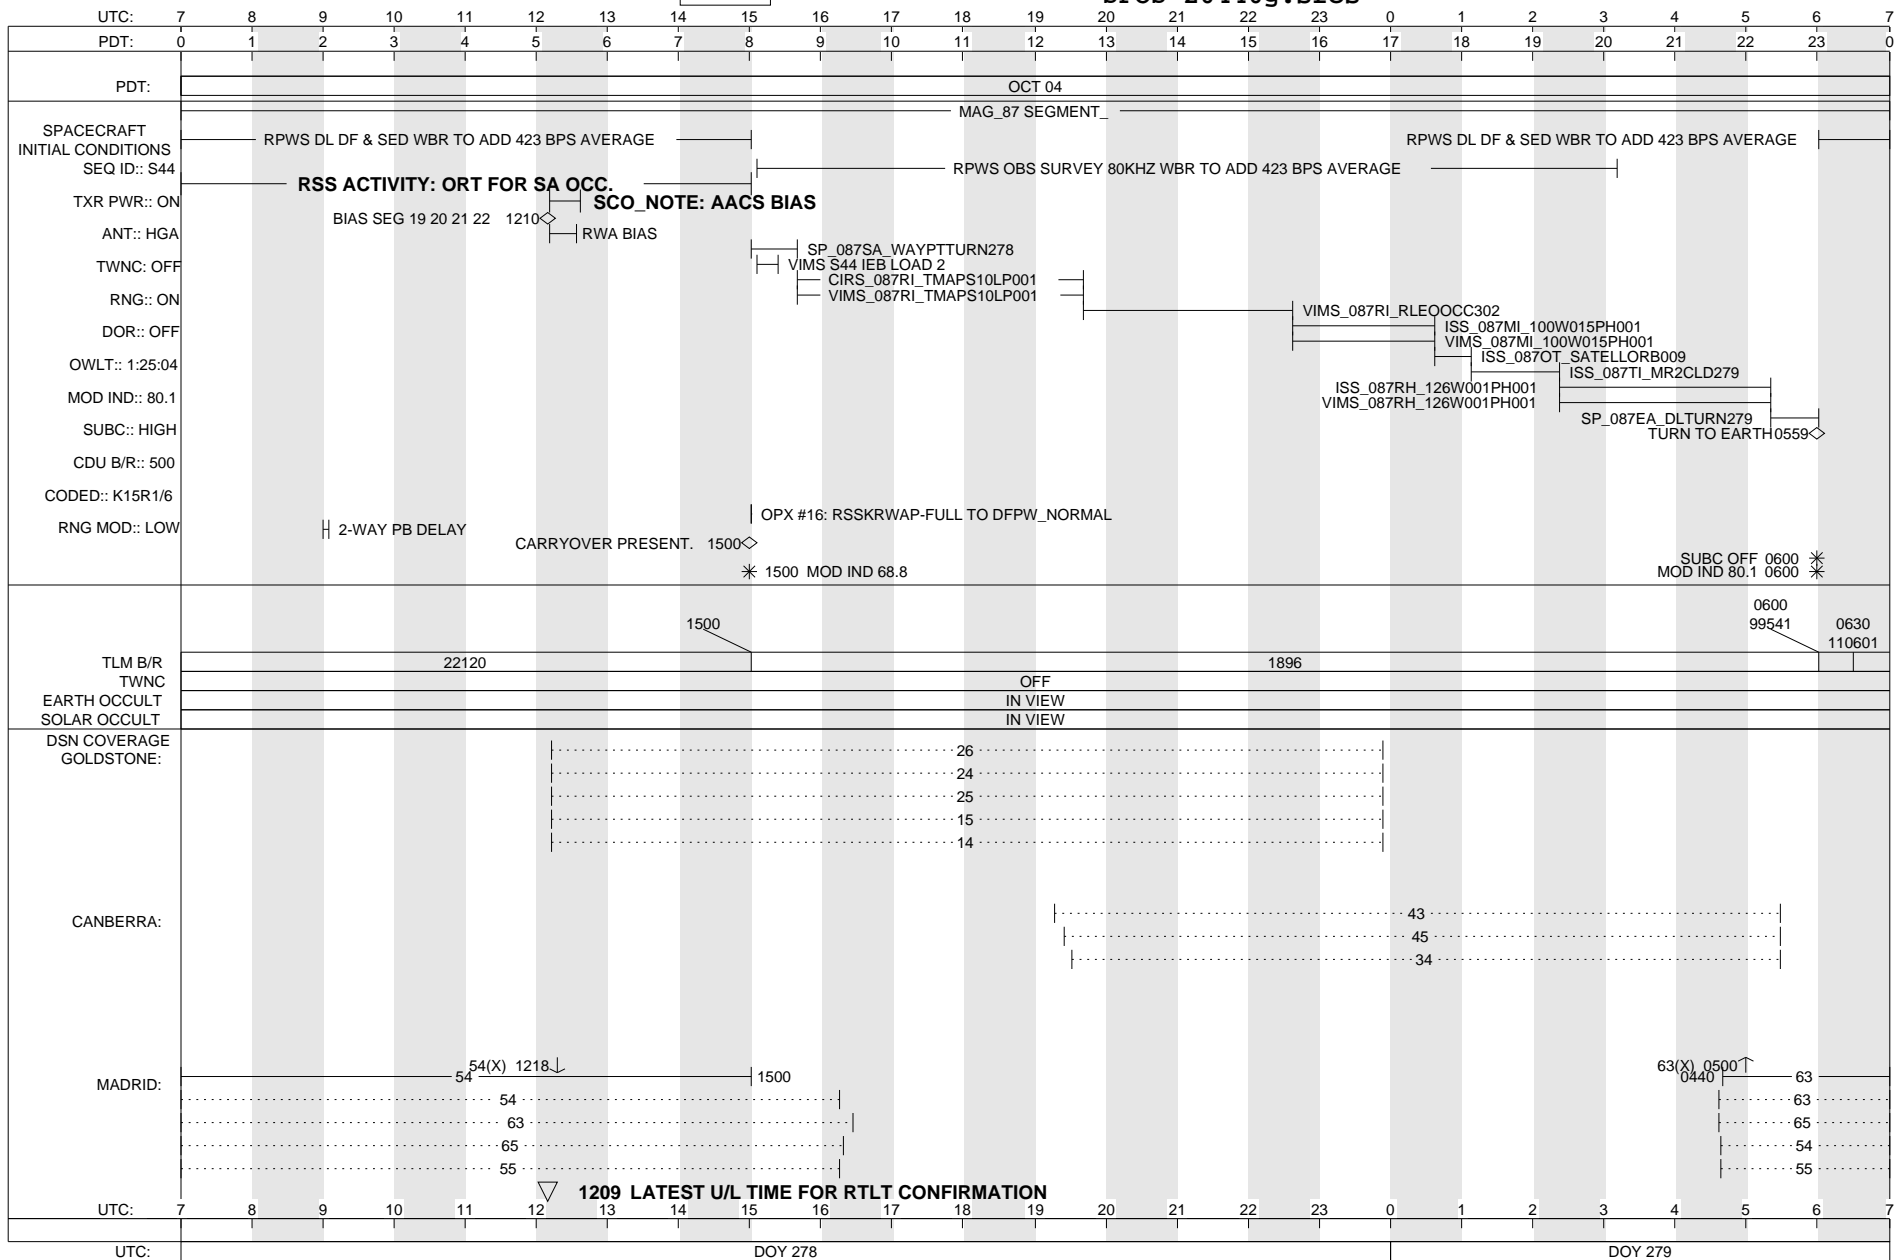 UTC: 7 8 9 10 11 12 13 14 15 16 17 18 19 20 21 22 23 0 1 2 3 4 5 6 7
PDT: 0 1 2 3 4 5 6 7 8 9 10 11 12 13 14 15 16 17 18 19 20 21 22 23 0
PDT: OCT 04
MAG_87 SEGMENT_
SPACECRAFT
INITIAL CONDITIONS
RPWS DL DF & SED WBR TO ADD 423 BPS AVERAGE
RPWS DL DF & SED WBR TO ADD 423 BPS AVERAGE
SEQ ID:: S44
RPWS OBS SURVEY 80KHZ WBR TO ADD 423 BPS AVERAGE
RSS ACTIVITY: ORT FOR SA OCC.
TXR PWR:: ON
SCO_NOTE: AACS BIAS
BIAS SEG 19 20 21 22 1210
ANT:: HGA
RWA BIAS
SP_087SA_WAYPTTURN278
TWNC: OFF
VIMS S44 IEB LOAD 2
CIRS_087RI_TMAPS10LP001
VIMS_087RI_TMAPS10LP001
RNG:: ON
VIMS_087RI_RLEOOCC302
DOR:: OFF
ISS_087MI_100W015PH001
VIMS_087MI_100W015PH001
ISS_087OT_SATELLORB009
OWLT:: 1:25:04
ISS_087TI_MR2CLD279
ISS_087RH_126W001PH001
MOD IND:: 80.1
VIMS_087RH_126W001PH001
SP_087EA_DLTURN279
SUBC:: HIGH
TURN TO EARTH 0559
CDU B/R:: 500
CODED:: K15R1/6
OPX #16: RSSKRWAP-FULL TO DFPW_NORMAL
RNG MOD:: LOW
2-WAY PB DELAY
CARRYOVER PRESENT. 1500
SUBC OFF 0600
1500 MOD IND 68.8
MOD IND 80.1 0600
0600
1500
99541 0630
110601
TLM B/R 22120 1896
TWNC OFF
EARTH OCCULT IN VIEW
SOLAR OCCULT IN VIEW
DSN COVERAGE
GOLDSTONE:
26
24
25
15
14
CANBERRA:
43
45
34
54(X) 1218
63(X) 0500
MADRID: 54 1500
0440 63
54 63
63 65
65 54
55 55
1209 LATEST U/L TIME FOR RTLT CONFIRMATION
UTC: 7 8 9 10 11 12 13 14 15 16 17 18 19 20 21 22 23 0 1 2 3 4 5 6 7
UTC: DOY 278 DOY 279